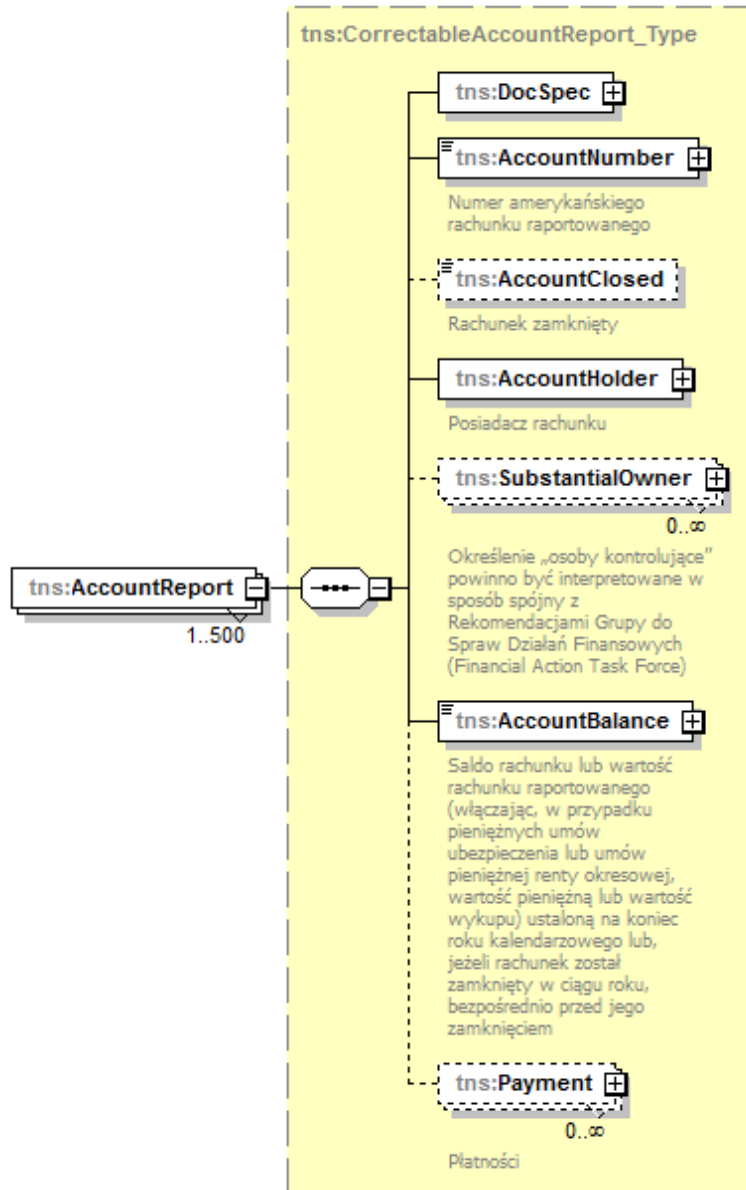 tns:CorrectableAccountReport_Type
tns:DocSpec
tns:AccountNumber
Numer amerykańskiego
rachunku raportowanego
tns:AccountClosed
Rachunek zamknięty
tns:AccountHolder
Posiadacz rachunku
tns:SubstantialOwner
0..∞
Określenie „osoby kontrolujące”
powinno być interpretowane w
sposób spójny z
Rekomendacjami Grupy do
Spraw Działań Finansowych
(Financial Action Task Force)
tns:AccountReport
1..500
tns:AccountBalance
Saldo rachunku lub wartość
rachunku raportowanego
(włączając, w przypadku
pieniężnych umów
ubezpieczenia lub umów
pieniężnej renty okresowej,
wartość pieniężną lub wartość
wykupu) ustaloną na koniec
roku kalendarzowego lub,
jeżeli rachunek został
zamknięty w ciągu roku,
bezpośrednio przed jego
zamknięciem
tns:Payment
0..∞
Płatności